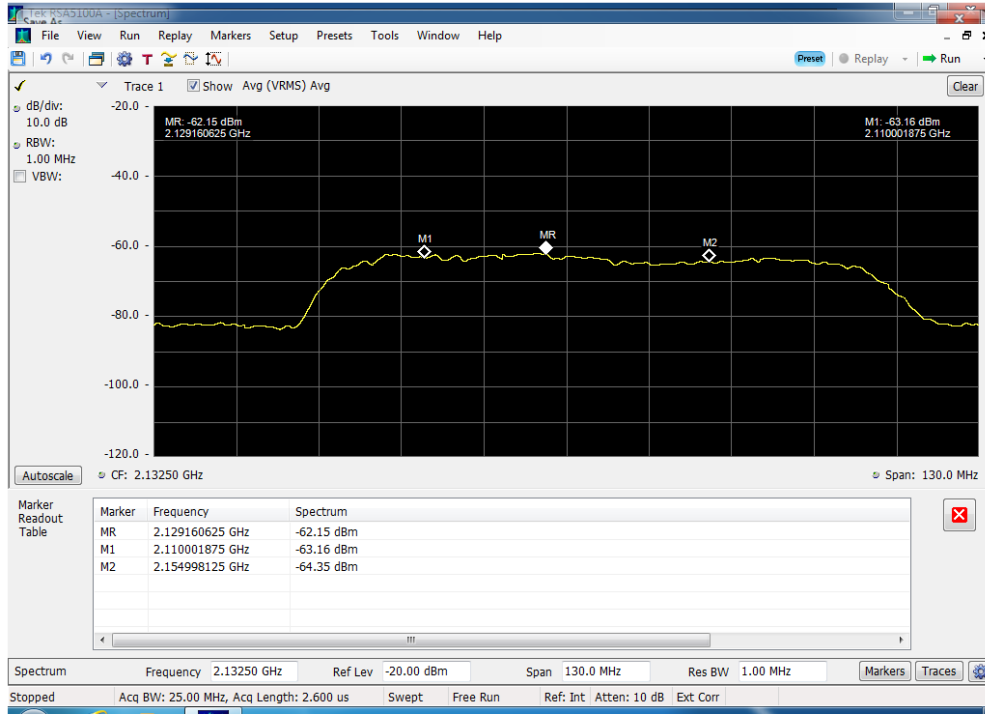 Tek RSA5100A - [Spectrum]
Save As
File View Run Replay Markers Setup Presets Tools Window Help
Preset Replay Run
Trace 1 Show Avg (VRMS) Avg Clear
dB/div:
10.0 dB
RBW:
1.00 MHz
VBW:
-20.0
-40.0
-60.0
-80.0
-100.0
-120.0
MR: -62.15 dBm
2.129160625 GHz
M1: -63.16 dBm
2.110001875 GHz
M1
MR
M2
Autoscale CF: 2.13250 GHz Span: 130.0 MHz
Marker
Readout
Table
Marker Frequency Spectrum
MR 2.129160625 GHz -62.15 dBm
M1 2.110001875 GHz -63.16 dBm
M2 2.154998125 GHz -64.35 dBm
Spectrum Frequency 2.13250 GHz Ref Lev -20.00 dBm Span 130.0 MHz Res BW 1.00 MHz Markers Traces
Stopped Acq BW: 25.00 MHz, Acq Length: 2.600 us Swept Free Run Ref: Int Atten: 10 dB Ext Corr